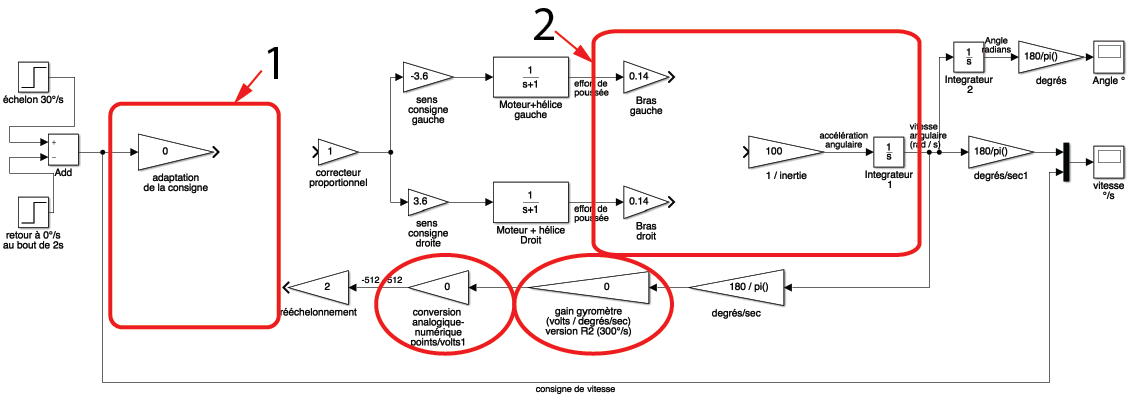 1
2
échelon 30°/s
+
−
Add
retour à 0°/s
au bout de 2s
0
adaptation
de la consigne
1
correcteur
proportionnel
-3.6
sens
consigne
gauche
1
s+1
Moteur+hélice
gauche
effort de
poussée
0.14
Bras
gauche
3.6
sens
consigne
droite
1
s+1
Moteur + hélice
Droit
effort de
poussée
0.14
Bras
droit
100
1 / inertie
accélération
angulaire
1
s
Integrateur
1
vitesse
angulaire
(rad / s)
1
s
Integrateur
2
Angle
radians
180/pi()
degrés
Angle °
180/pi()
degrés/sec1
vitesse
°/s
2
rééchelonnement
-512
512
0
conversion
analogique-
numérique
points/volts1
0
gain gyromètre
(volts / degrés/sec)
version R2 (300°/s)
180 / pi()
degrés/sec
consigne de vitesse